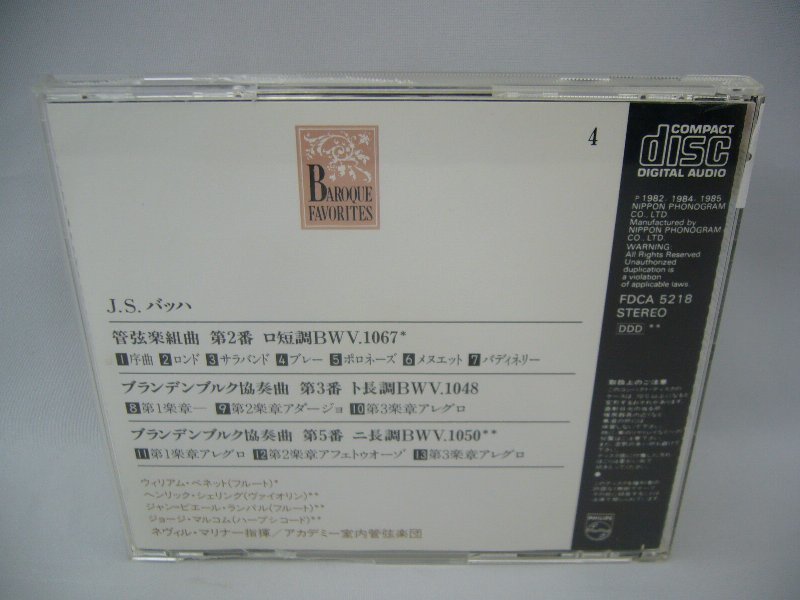 4
BAROQUE
FAVORITES
J.S. バッハ
管弦楽組曲 第2番 ロ短調BWV.1067*
1 序曲 2 ロンド 3 サラバンド 4 ブレー 5 ポロネーズ 6 メヌエット 7 バディネリー
ブランデンブルク協奏曲 第3番 ト長調BWV.1048
8 第1楽章— 9 第2楽章アダージョ 10 第3楽章アレグロ
ブランデンブルク協奏曲 第5番 ニ長調BWV.1050**
11 第1楽章アレグロ 12 第2楽章アフェトゥオーゾ 13 第3楽章アレグロ
ウィリアム・ベネット(フルート)*
ヘンリック・シェリング(ヴァイオリン)**
ジャン=ピエール・ランパル(フルート)**
ジョージ・マルコム(ハープシコード)**
ネヴィル・マリナー指揮/アカデミー室内管弦楽団
COMPACT
disc
DIGITAL AUDIO
℗ 1982・1984・1985
NIPPON PHONOGRAM
CO., LTD.
Manufactured by
NIPPON PHONOGRAM
CO., LTD.
WARNING:
All Rights Reserved
Unauthorized
duplication is
a violation
of applicable laws.
FDCA 5218
STEREO
DDD **
取扱上のご注意
PHILIPS